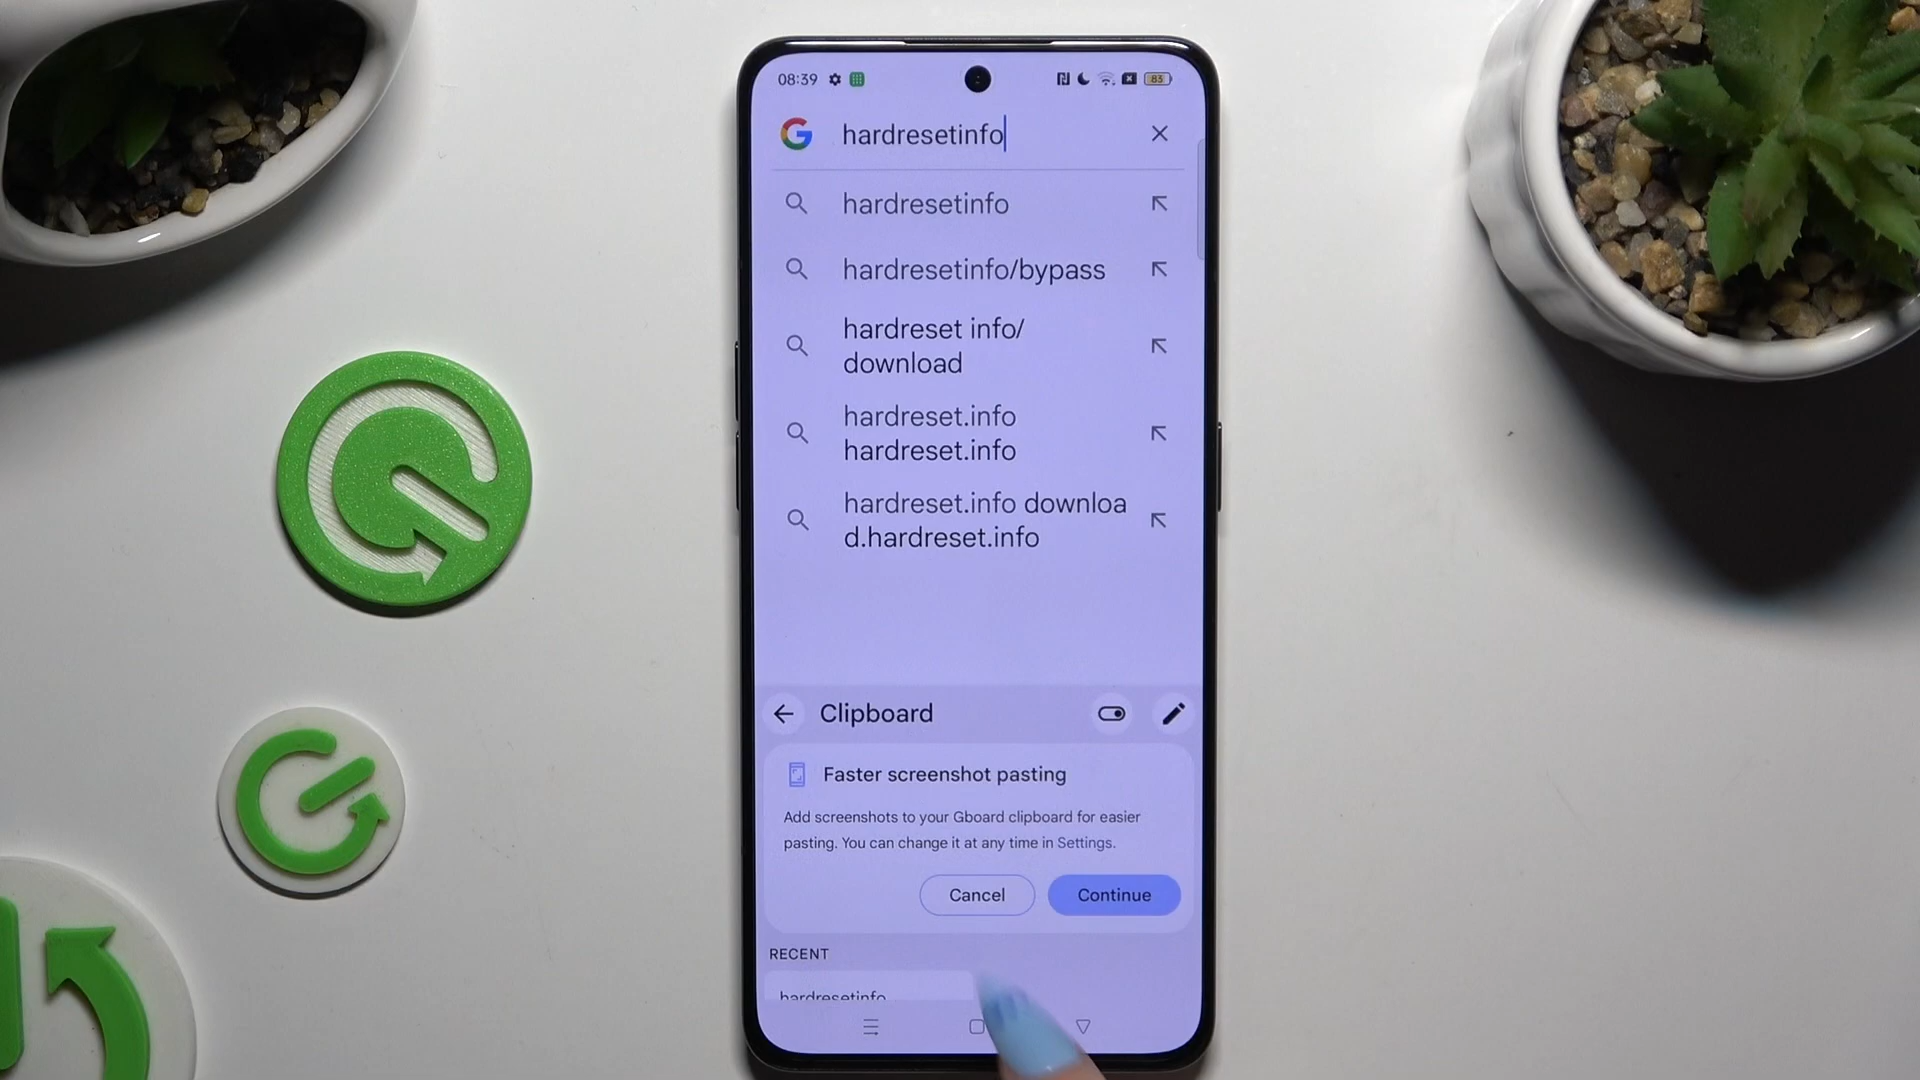 08:39
83
hardresetinfo
hardresetinfo
hardresetinfo/bypass
hardreset info/
download
hardreset.info
hardreset.info
hardreset.info downloa
d.hardreset.info
Clipboard
Faster screenshot pasting
Add screenshots to your Gboard clipboard for easier
pasting. You can change it at any time in Settings.
Cancel
Continue
RECENT
hardresetinfo